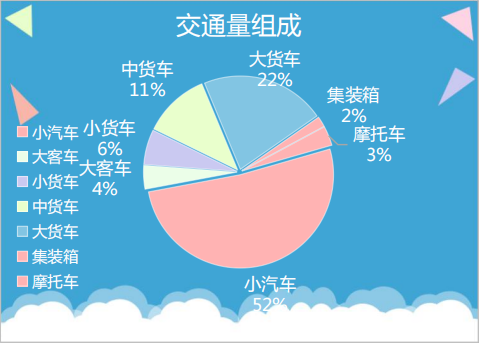 交通量组成
大货车
22%
中货车
11%
集装箱
2%
小货车
6%
摩托车
3%
大客车
4%
小汽车
52%
小汽车
大客车
小货车
中货车
大货车
集装箱
摩托车